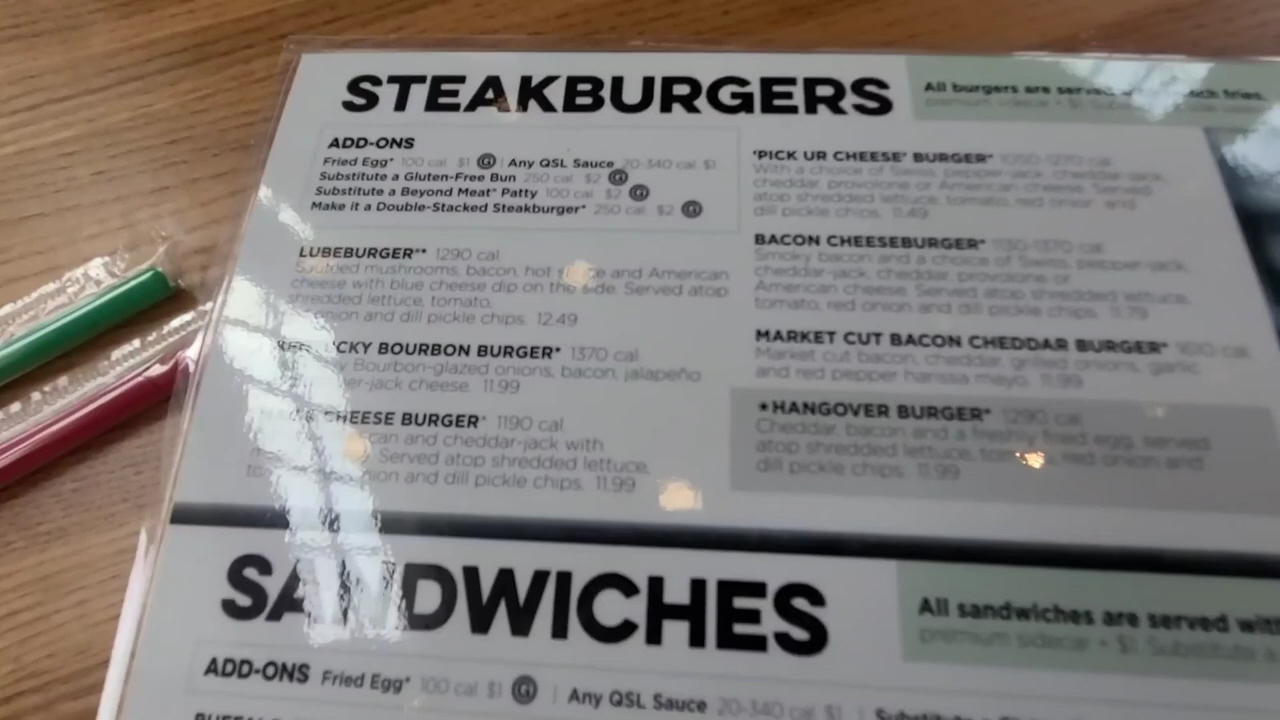 STEAKBURGERS
All burgers are fries.
premium sidecar + $1
ADD-ONS
Fried Egg* 100 cal $1 G | Any QSL Sauce 20-340 cal $1
Substitute a Gluten-Free Bun 250 cal $2 G
Substitute a Beyond Meat® Patty 100 cal $2 G
Make it a Double-Stacked Steakburger* 250 cal $2 G
LUBEBURGER®* 1290 cal
Sautéed mushrooms, bacon, hot and American
cheese with blue cheese dip on the side. Served atop
shredded lettuce, tomato,
onion and dill pickle chips. 12.49
BOURBON BURGER* 1370 cal
Bourbon-glazed onions, bacon, jalapeño
cheese. 11.99
CHEESE BURGER* 1190 cal
and cheddar-jack with
Served atop shredded lettuce,
onion and dill pickle chips. 11.99
'PICK UR CHEESE' BURGER* 1050-1270 cal
With a choice of Swiss, pepper-jack, cheddar-jack,
cheddar, provolone or American cheese. Served
atop shredded lettuce, tomato, red onion and
dill pickle chips. 11.49
BACON CHEESEBURGER* 1150-1370 cal
Smoky bacon and a choice of Swiss, pepper-jack,
cheddar-jack, cheddar, provolone or
American cheese. Served atop shredded lettuce,
tomato, red onion and dill pickle chips. 11.79
MARKET CUT BACON CHEDDAR BURGER* cal
Market cut bacon, cheddar, grilled onions, garlic
and red pepper harissa mayo. 11.99
★HANGOVER BURGER* 1290 cal
Cheddar, bacon and a freshly fried egg, served
atop shredded lettuce, red onion and
dill pickle chips. 11.99
SANDWICHES
All sandwiches are served with
premium sidecar + $1. Substitute a
ADD-ONS Fried Egg* 100 cal $1 G | Any QSL Sauce 20-340 cal $1 |